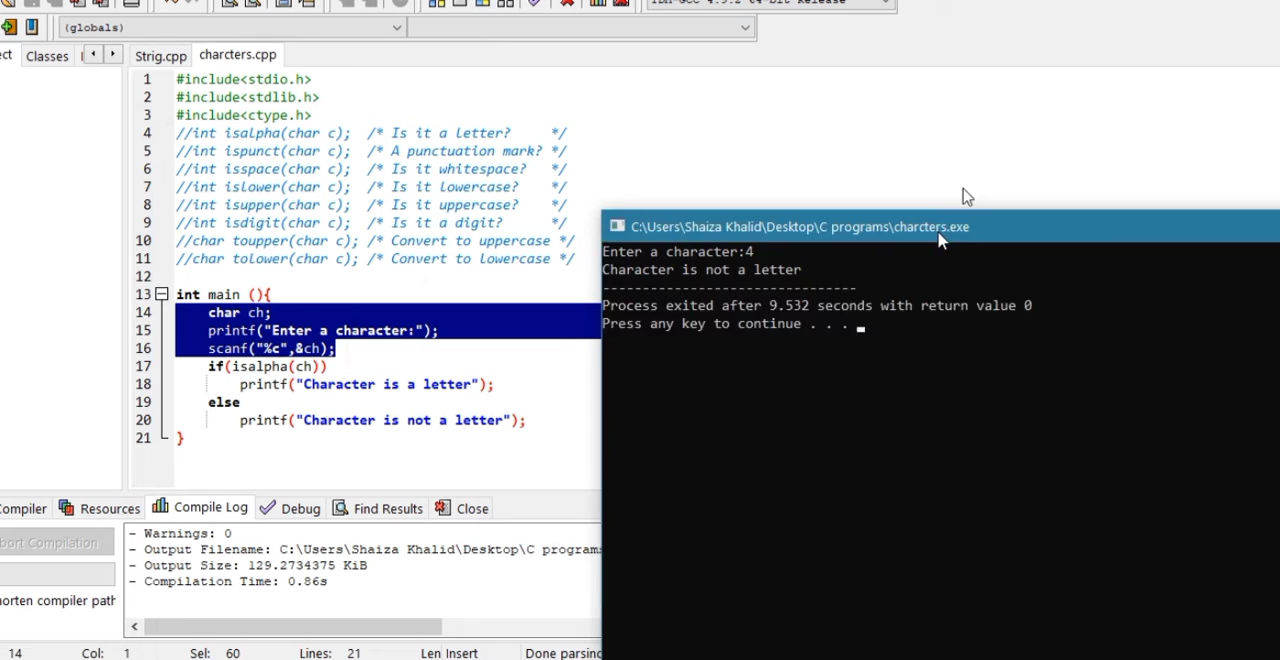 (globals)
ect Classes
Strig.cpp charcters.cpp
1 #include<stdio.h>
2 #include<stdlib.h>
3 #include<ctype.h>
4 //int isalpha(char c); /* Is it a letter? */
5 //int ispunct(char c); /* A punctuation mark? */
6 //int isspace(char c); /* Is it whitespace? */
7 //int islower(char c); /* Is it lowercase? */
8 //int isupper(char c); /* Is it uppercase? */
9 //int isdigit(char c); /* Is it a digit? */
10 //char toupper(char c); /* Convert to uppercase */
11 //char tolower(char c); /* Convert to lowercase */
12
13 int main (){
14 char ch;
15 printf("Enter a character:");
16 scanf("%c",&ch);
17 if(isalpha(ch))
18 printf("Character is a letter");
19 else
20 printf("Character is not a letter");
21 }
C:\Users\Shaiza Khalid\Desktop\C programs\charcters.exe
Enter a character:4
Character is not a letter
--------------------------------
Process exited after 9.532 seconds with return value 0
Press any key to continue . . .
Compiler Resources Compile Log Debug Find Results Close
bort Compilation
horten compiler path
- Warnings: 0
- Output Filename: C:\Users\Shaiza Khalid\Desktop\C programs
- Output Size: 129.2734375 KiB
- Compilation Time: 0.86s
14 Col: 1 Sel: 60 Lines: 21 Len Insert Done parsing